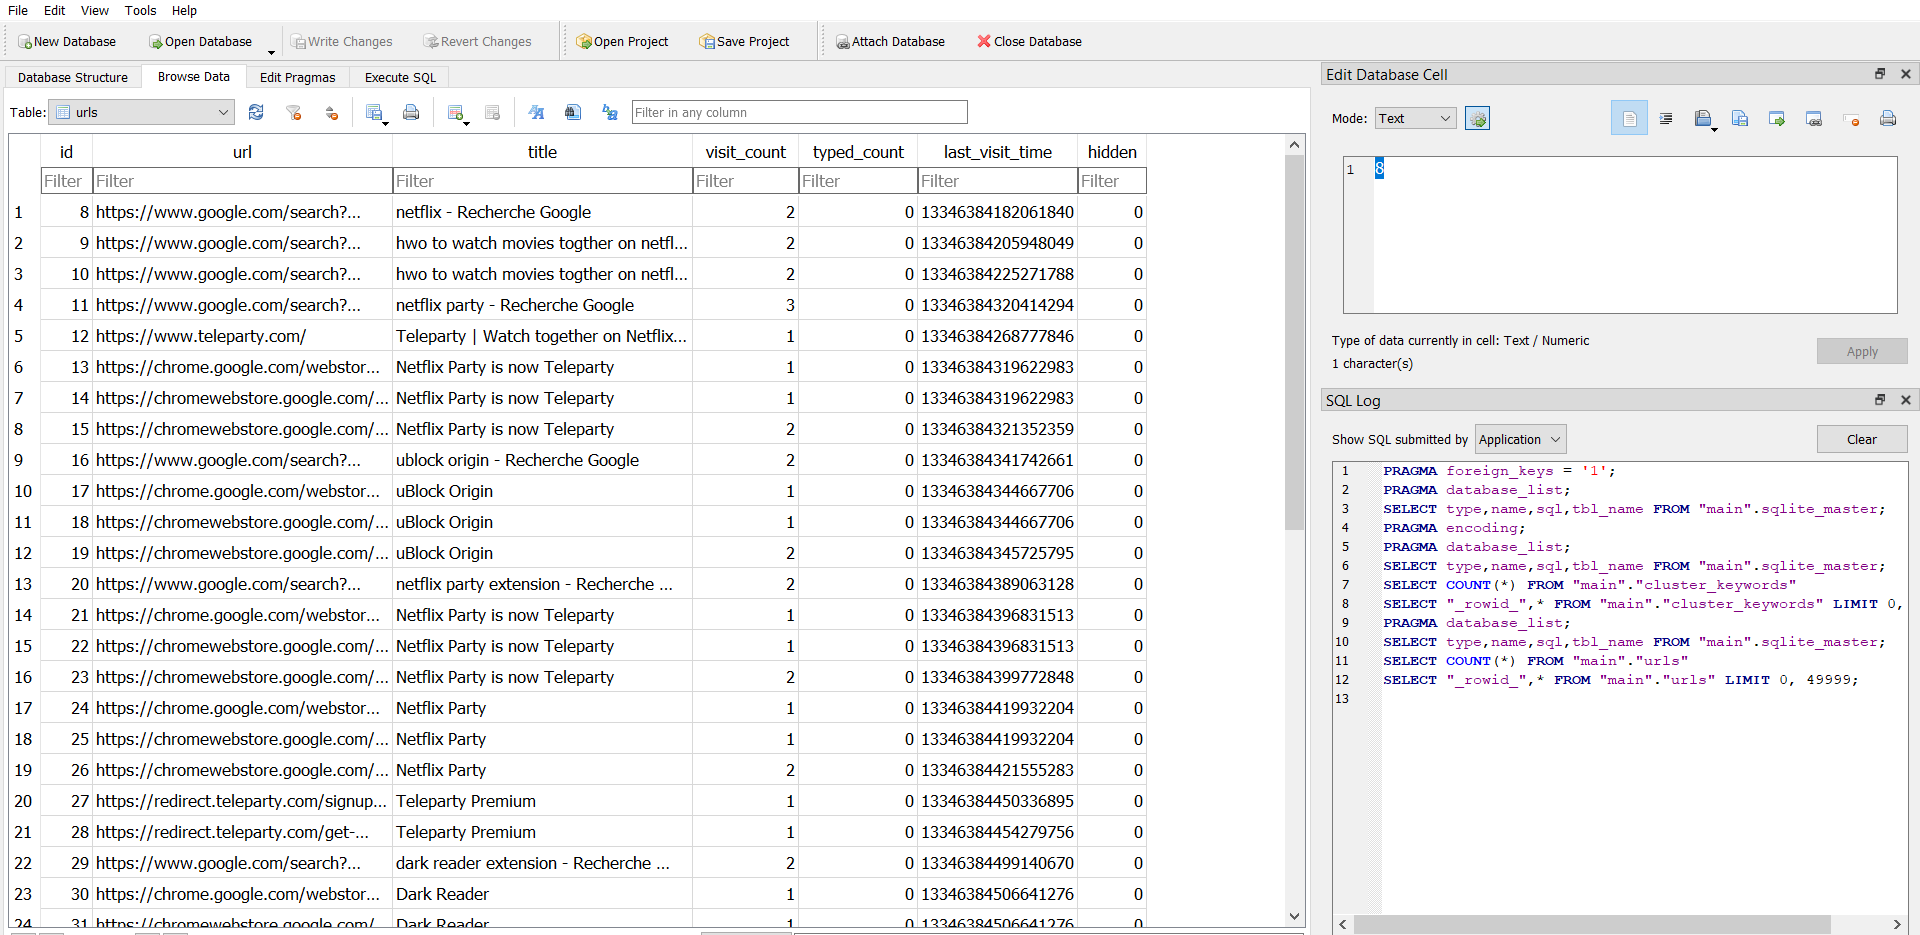 File Edit View Tools Help
New Database Open Database Write Changes Revert Changes Open Project Save Project Attach Database Close Database
Database Structure Browse Data Edit Pragmas Execute SQL
Table: urls Filter in any column
id url title visit_count typed_count last_visit_time hidden
Filter Filter Filter Filter Filter Filter Filter
1 8 https://www.google.com/search?... netflix - Recherche Google 2 0 13346384182061840 0
2 9 https://www.google.com/search?... hwo to watch movies togther on netfl... 2 0 13346384205948049 0
3 10 https://www.google.com/search?... hwo to watch movies togther on netfl... 2 0 13346384225271788 0
4 11 https://www.google.com/search?... netflix party - Recherche Google 3 0 13346384320414294 0
5 12 https://www.teleparty.com/ Teleparty | Watch together on Netflix... 1 0 13346384268777846 0
6 13 https://chrome.google.com/webstor... Netflix Party is now Teleparty 1 0 13346384319622983 0
7 14 https://chromewebstore.google.com/... Netflix Party is now Teleparty 1 0 13346384319622983 0
8 15 https://chromewebstore.google.com/... Netflix Party is now Teleparty 2 0 13346384321352359 0
9 16 https://www.google.com/search?... ublock origin - Recherche Google 2 0 13346384341742661 0
10 17 https://chrome.google.com/webstor... uBlock Origin 1 0 13346384344667706 0
11 18 https://chromewebstore.google.com/... uBlock Origin 1 0 13346384344667706 0
12 19 https://chromewebstore.google.com/... uBlock Origin 2 0 13346384345725795 0
13 20 https://www.google.com/search?... netflix party extension - Recherche ... 2 0 13346384389063128 0
14 21 https://chrome.google.com/webstor... Netflix Party is now Teleparty 1 0 13346384396831513 0
15 22 https://chromewebstore.google.com/... Netflix Party is now Teleparty 1 0 13346384396831513 0
16 23 https://chromewebstore.google.com/... Netflix Party is now Teleparty 2 0 13346384399772848 0
17 24 https://chrome.google.com/webstor... Netflix Party 1 0 13346384419932204 0
18 25 https://chromewebstore.google.com/... Netflix Party 1 0 13346384419932204 0
19 26 https://chromewebstore.google.com/... Netflix Party 2 0 13346384421555283 0
20 27 https://redirect.teleparty.com/signup... Teleparty Premium 1 0 13346384450336895 0
21 28 https://redirect.teleparty.com/get-... Teleparty Premium 1 0 13346384454279756 0
22 29 https://www.google.com/search?... dark reader extension - Recherche ... 2 0 13346384499140670 0
23 30 https://chrome.google.com/webstor... Dark Reader 1 0 13346384506641276 0
24 31 https://chromewebstore.google.com/... Dark Reader 1 0 13346384506641276 0
Edit Database Cell
Mode: Text
1 8
Type of data currently in cell: Text / Numeric
1 character(s)
Apply
SQL Log
Show SQL submitted by Application Clear
1 PRAGMA foreign_keys = '1';
2 PRAGMA database_list;
3 SELECT type,name,sql,tbl_name FROM "main".sqlite_master;
4 PRAGMA encoding;
5 PRAGMA database_list;
6 SELECT type,name,sql,tbl_name FROM "main".sqlite_master;
7 SELECT COUNT(*) FROM "main"."cluster_keywords"
8 SELECT "_rowid_",* FROM "main"."cluster_keywords" LIMIT 0,
9 PRAGMA database_list;
10 SELECT type,name,sql,tbl_name FROM "main".sqlite_master;
11 SELECT COUNT(*) FROM "main"."urls"
12 SELECT "_rowid_",* FROM "main"."urls" LIMIT 0, 49999;
13